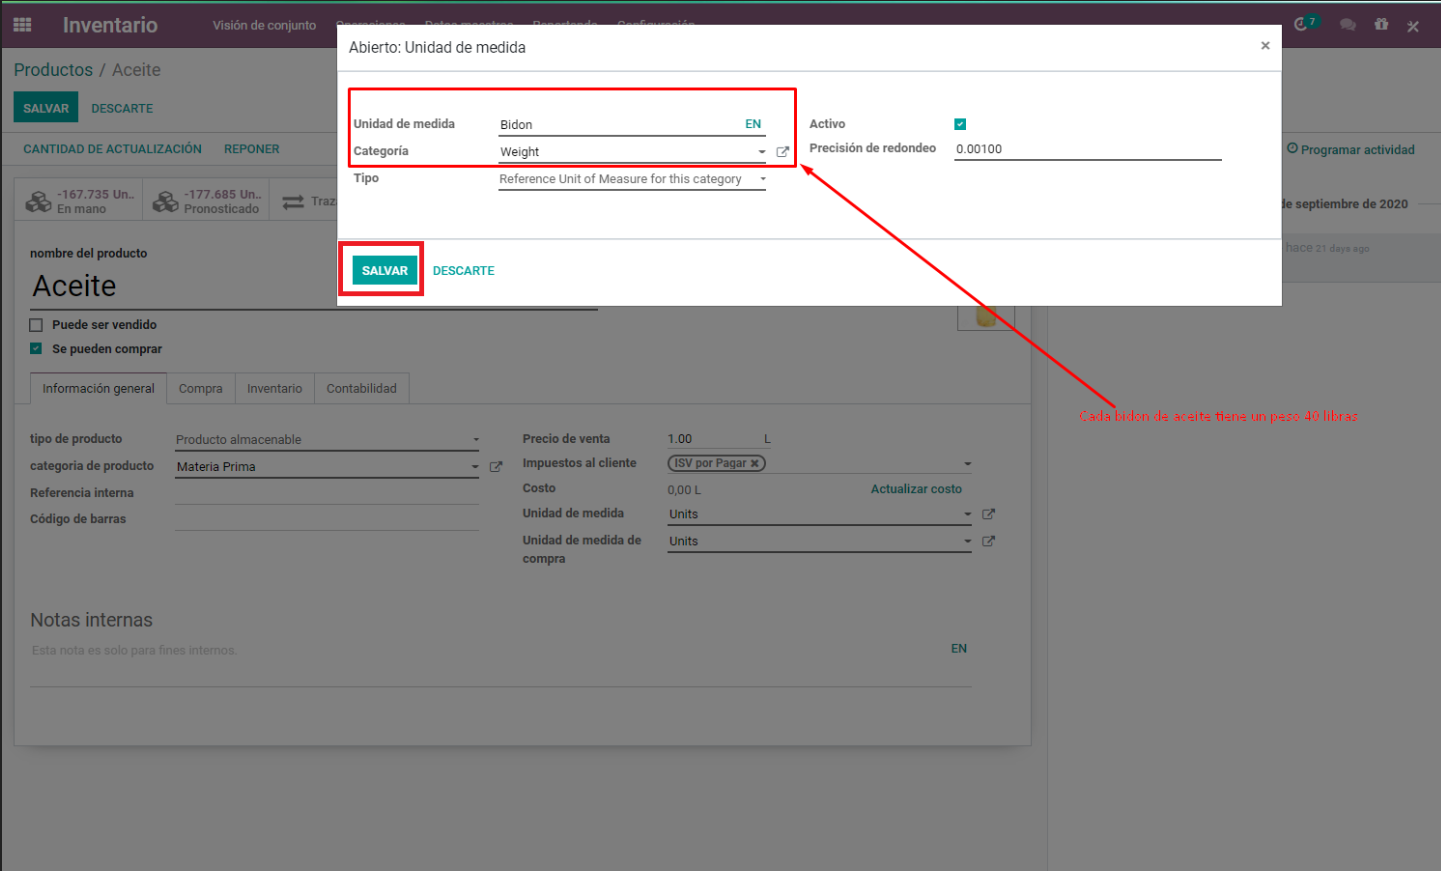 Inventario
Visión de conjunto
Operaciones
Datos maestros
Reportando
Configuración
7
Productos / Aceite
SALVAR
DESCARTE
CANTIDAD DE ACTUALIZACIÓN
REPONER
-167.735 Un..
En mano
-177.685 Un..
Pronosticado
Traz
Abierto: Unidad de medida
×
Unidad de medida
Bidon
EN
Categoría
Weight
Tipo
Reference Unit of Measure for this category
Activo
Precisión de redondeo
0.00100
SALVAR
DESCARTE
Programar actividad
de septiembre de 2020
hace 21 days ago
Cada bidon de aceite tiene un peso 40 libras
nombre del producto
Aceite
Puede ser vendido
Se pueden comprar
Información general
Compra
Inventario
Contabilidad
tipo de producto
Producto almacenable
categoria de producto
Materia Prima
Referencia interna
Código de barras
Precio de venta
1.00
L
Impuestos al cliente
ISV por Pagar ×
Costo
0,00 L
Actualizar costo
Unidad de medida
Units
Unidad de medida de
compra
Units
Notas internas
Esta nota es solo para fines internos.
EN